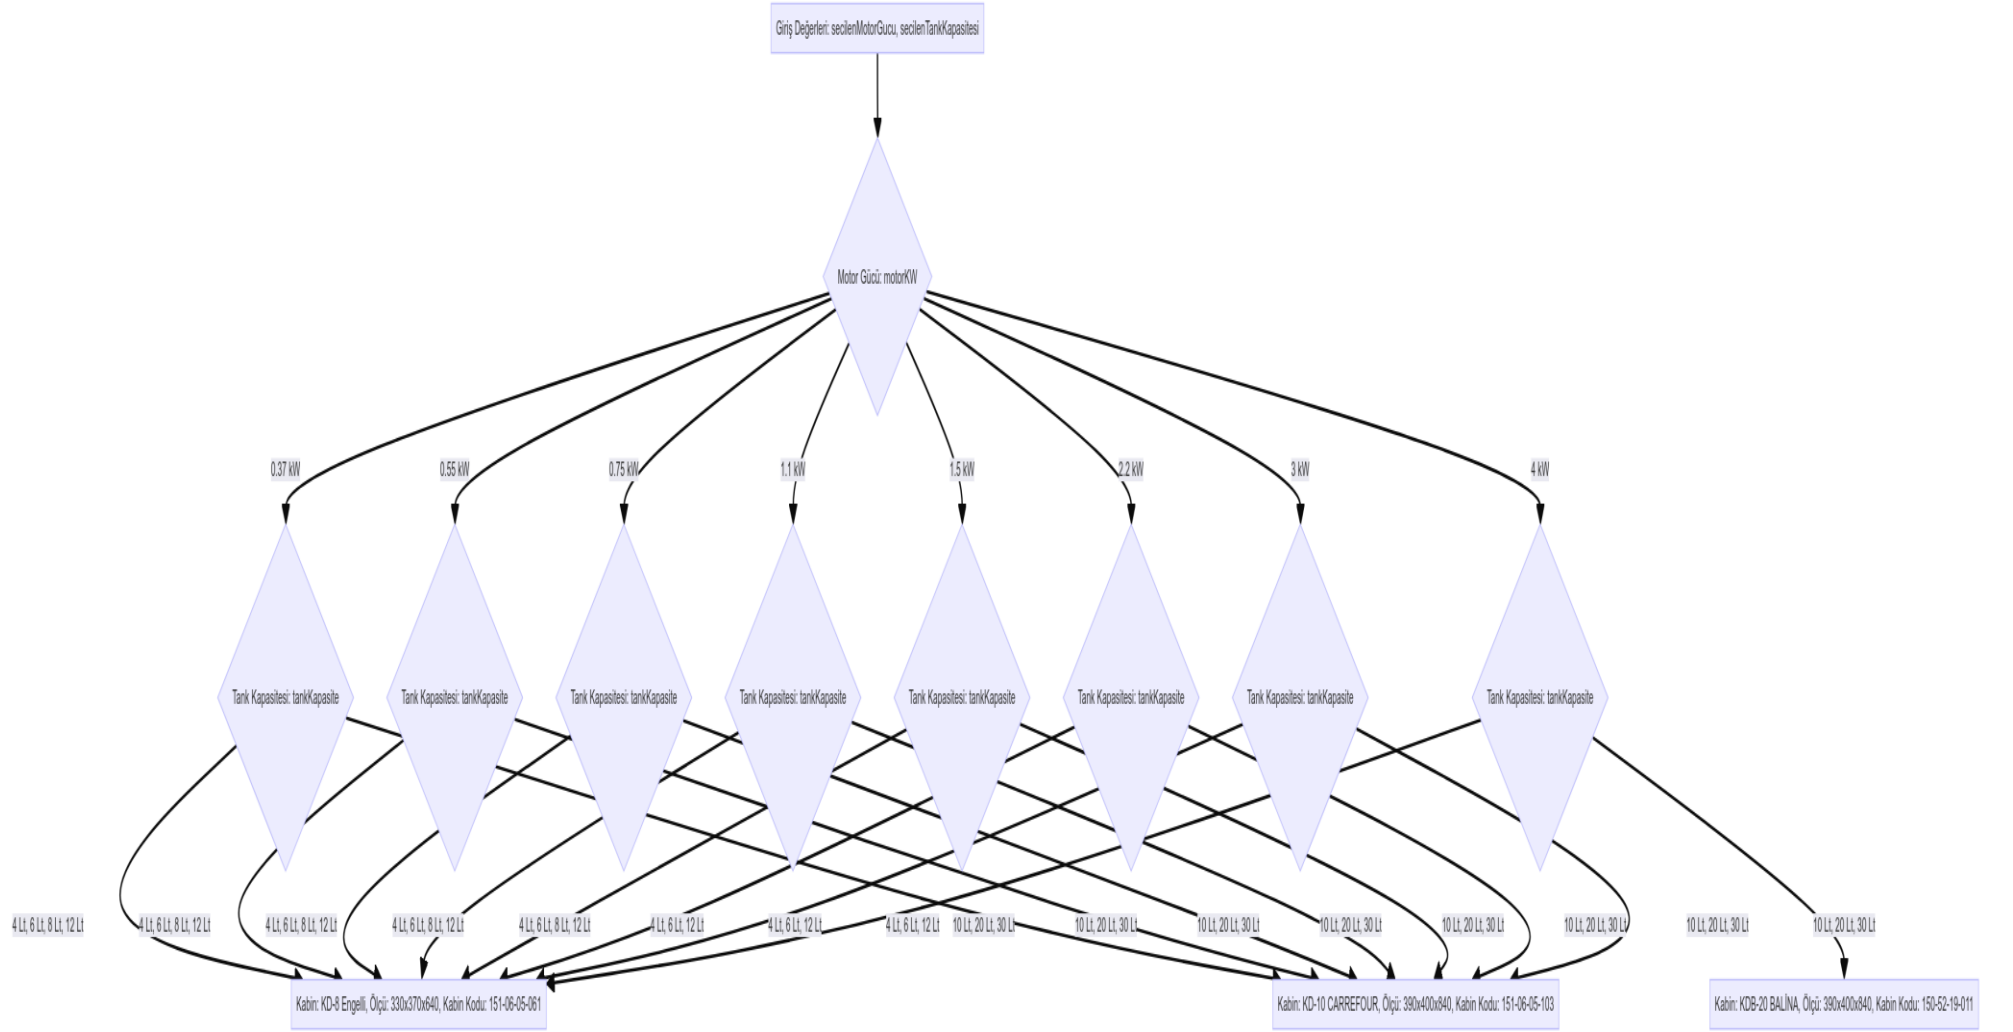 Giriş Değerleri: secilenMotorGucu, secilenTankKapasitesi
Motor Gücü: motorKW
0.37 kW
0.55 kW
0.75 kW
1.1 kW
1.5 kW
2.2 kW
3 kW
4 kW
Tank Kapasitesi: tankKapasite
Tank Kapasitesi: tankKapasite
Tank Kapasitesi: tankKapasite
Tank Kapasitesi: tankKapasite
Tank Kapasitesi: tankKapasite
Tank Kapasitesi: tankKapasite
Tank Kapasitesi: tankKapasite
Tank Kapasitesi: tankKapasite
4 Lt, 6 Lt, 8 Lt, 12 Lt
4 Lt, 6 Lt, 8 Lt, 12 Lt
4 Lt, 6 Lt, 8 Lt, 12 Lt
4 Lt, 6 Lt, 8 Lt, 12 Lt
4 Lt, 6 Lt, 8 Lt, 12 Lt
4 Lt, 6 Lt, 12 Lt
4 Lt, 6 Lt, 12 Lt
4 Lt, 6 Lt, 12 Lt
10 Lt, 20 Lt, 30 Lt
10 Lt, 20 Lt, 30 Lt
10 Lt, 20 Lt, 30 Lt
10 Lt, 20 Lt, 30 Lt
10 Lt, 20 Lt, 30 Lt
10 Lt, 20 Lt, 30 Lt
10 Lt, 20 Lt, 30 Lt
10 Lt, 20 Lt, 30 Lt
Kabin: KD-8 Engelli, Ölçü: 330x370x640, Kabin Kodu: 151-06-05-061
Kabin: KD-10 CARREFOUR, Ölçü: 390x400x840, Kabin Kodu: 151-06-05-103
Kabin: KDB-20 BALİNA, Ölçü: 390x400x840, Kabin Kodu: 150-52-19-011